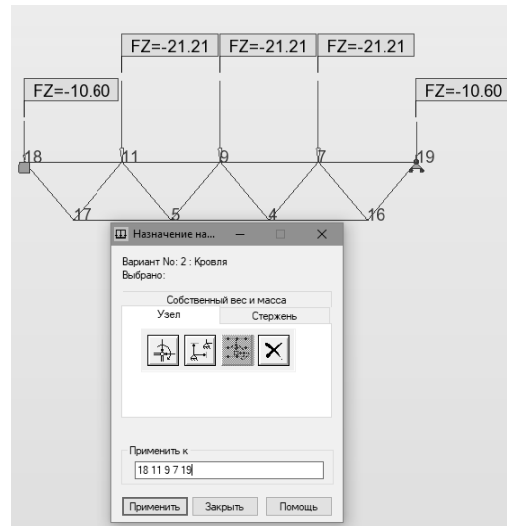 FZ=-21.21 FZ=-21.21 FZ=-21.21
FZ=-10.60 FZ=-10.60
18 11 9 7 19
17 5 4 16
Назначение на...
Вариант No: 2 : Кровля
Выбрано:
Собственный вес и масса
Узел Стержень
Применить к
18 11 9 7 19
Применить Закрыть Помощь